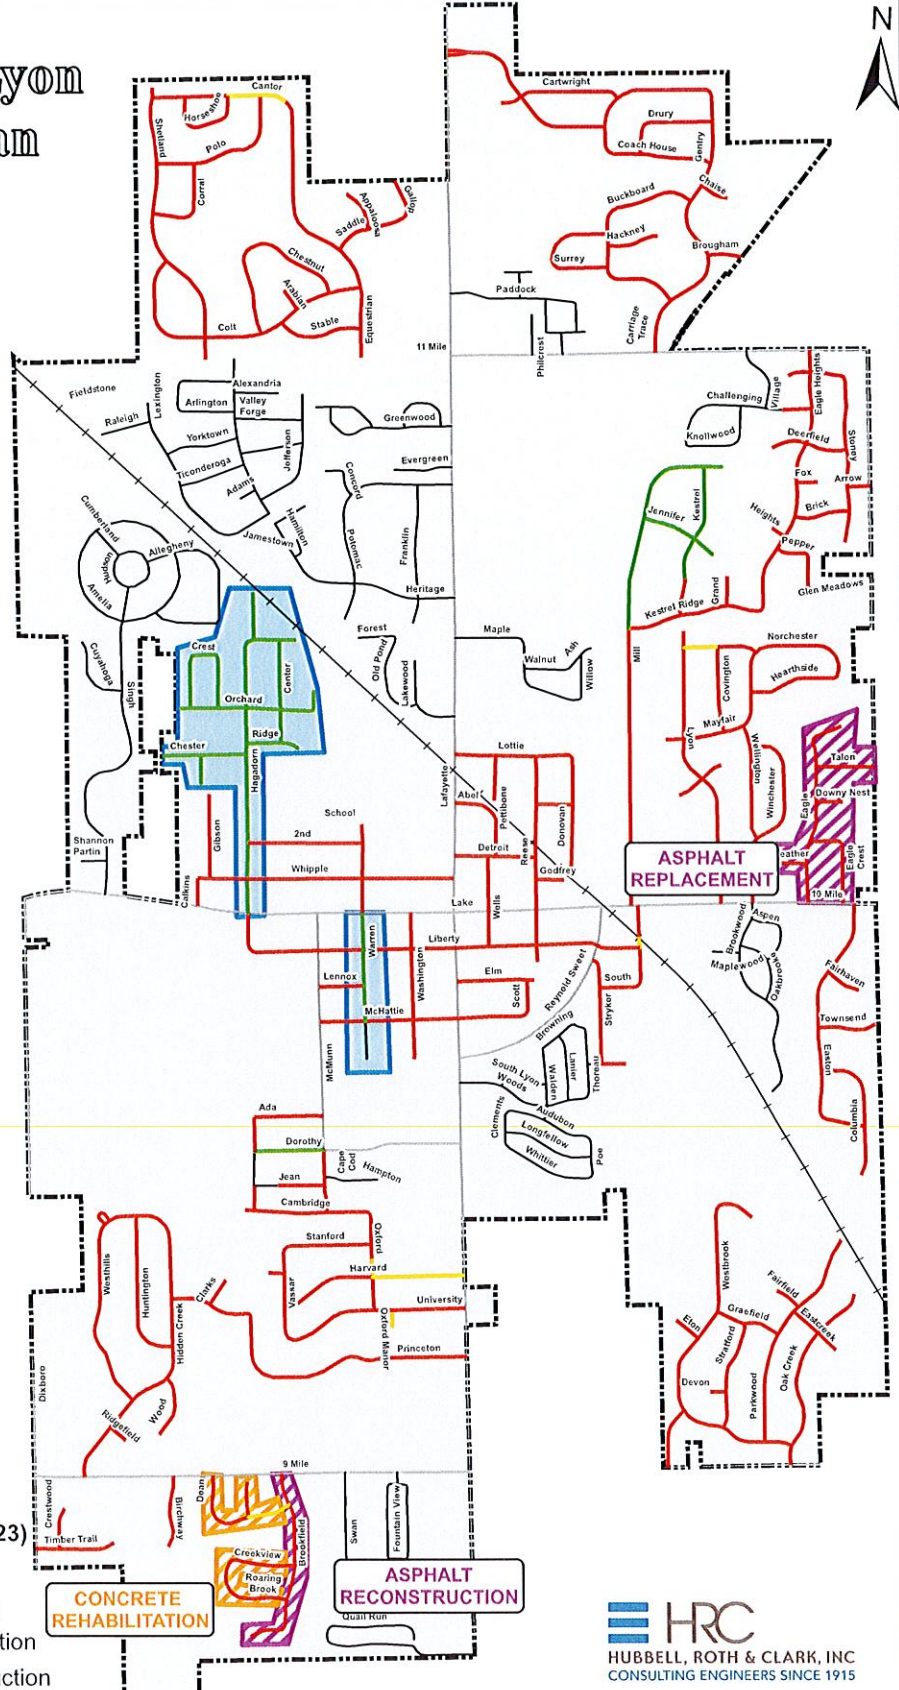 yon
n
N
Cantor
Horseshoe
Shetland
Polo
Corral
Gallop
Appaloosa
Saddle
Chestnut
Arabian
Colt
Stable
Equestrian
Cartwright
Drury
Coach House
Gentry
Chaise
Buckboard
Hackney
Surrey
Brougham
Paddock
Philcrest
Carriage
Trace
11 Mile
Fieldstone
Raleigh
Lexington
Alexandria
Arlington
Valley
Forge
Yorktown
Ticonderoga
Adams
Jefferson
Greenwood
Evergreen
Concord
Hamilton
Jamestown
Potomac
Franklin
Heritage
Cumberland
Allegheny
Hospn
Amelia
Cuyahoga
Singh
Challenging
Village
Knollwood
Eagle Heights
Deerfield
Stoney
Fox
Arrow
Brick
Heights
Pepper
Glen Meadows
Jennifer
Kestrel
Kestrel Ridge
Grand
Mill
Norchester
Hearthside
Covington
Mayfair
Lyon
Wellington
Winchester
Talon
Downy Nest
Eagle
eather
Eagle
Crest
10 Mile
Crest
Center
Orchard
Ridge
Chester
Hagadorn
Forest
Old Pond
Lakewood
Maple
Walnut
Ash
Willow
Lottie
Lafayette
Abel
Pettibone
Donovan
Detroit
Reese
Godfrey
School
2nd
Gibson
Whipple
Calkins
Shannon
Partin
Lake
Wells
ASPHALT
REPLACEMENT
Warren
Liberty
Washington
Lennox
McHattie
McMunn
Elm
Scott
Reynold Sweet
South
Stryker
Browning
South Lyon
Woods
Walden
Lanier
Thoreau
Clements
Audubon
Longfellow
Whittier
Poe
Brookwood
Aspen
Maplewood
Oakbrooke
Fairhaven
Townsend
Easton
Columbia
Ada
Dorothy
Jean
Cape
Cod
Hampton
Cambridge
Stanford
Oxford
Harvard
Vassar
University
Oxford Manor
Princeton
Westhills
Huntington
Clarks
Hidden Creek
Dixboro
Ridgefield
Wood
Westbrook
Fairfield
Eastcreek
Elon
Graefield
Stratford
Devon
Parkwood
Oak Creek
9 Mile
Crestwood
Timber Trail
Birchway
Creekview
Roaring
Brook
Brookfield
Swan
Fountain View
Quail Run
23)
CONCRETE
REHABILITATION
ASPHALT
RECONSTRUCTION
tion
ction
HRC
HUBBELL, ROTH & CLARK, INC
CONSULTING ENGINEERS SINCE 1915